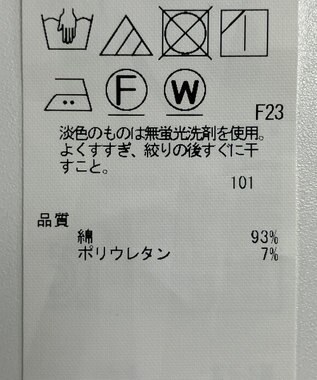 F W
F23
淡色のものは無蛍光洗剤を使用。
よくすすぎ、絞りの後すぐに干
すこと。
101
品質
綿 93%
ポリウレタン 7%